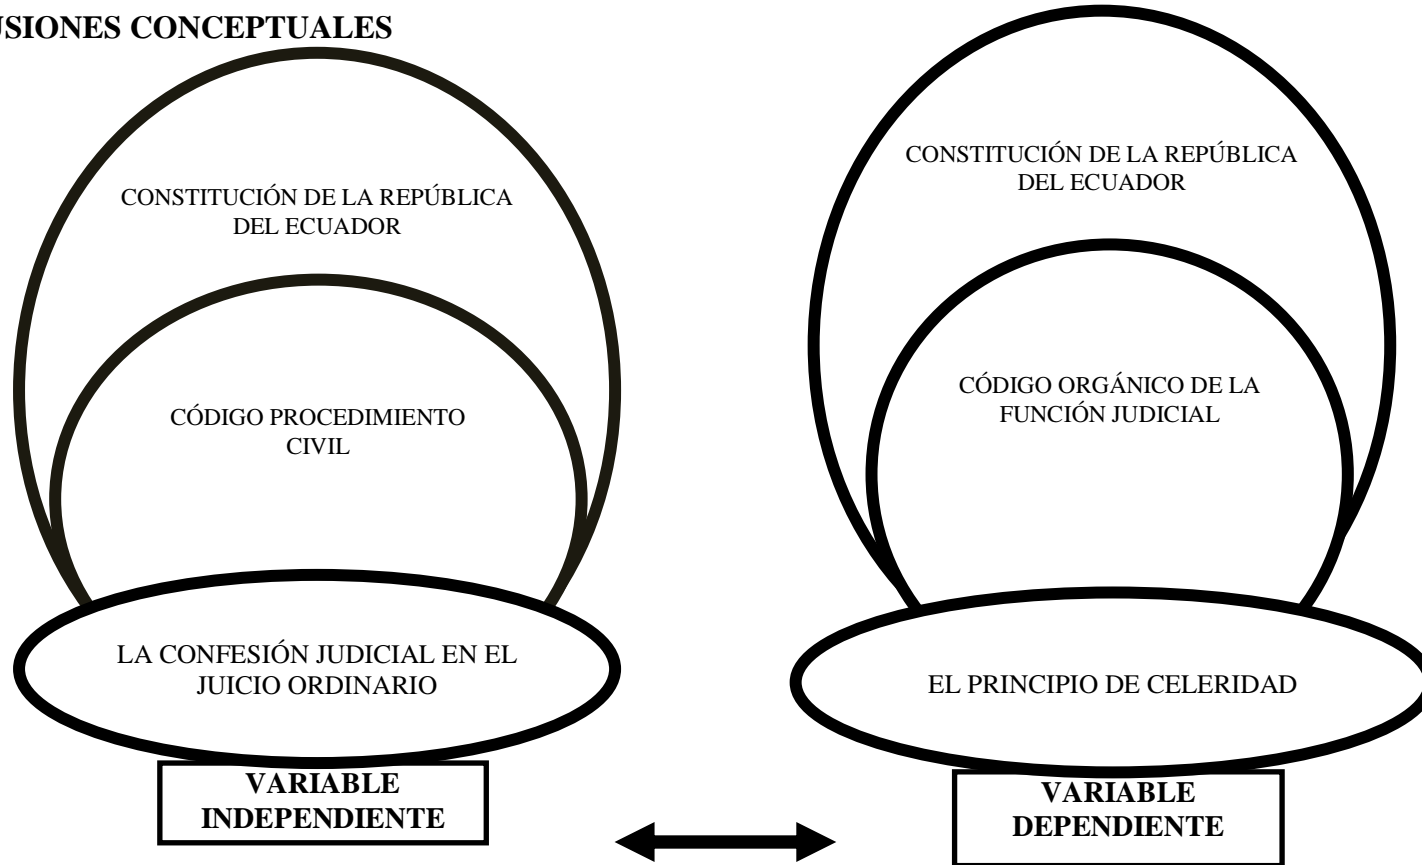 USIONES CONCEPTUALES
CONSTITUCIÓN DE LA REPÚBLICA
DEL ECUADOR
CÓDIGO PROCEDIMIENTO
CIVIL
LA CONFESIÓN JUDICIAL EN EL
JUICIO ORDINARIO
VARIABLE
INDEPENDIENTE
CONSTITUCIÓN DE LA REPÚBLICA
DEL ECUADOR
CÓDIGO ORGÁNICO DE LA
FUNCIÓN JUDICIAL
EL PRINCIPIO DE CELERIDAD
VARIABLE
DEPENDIENTE